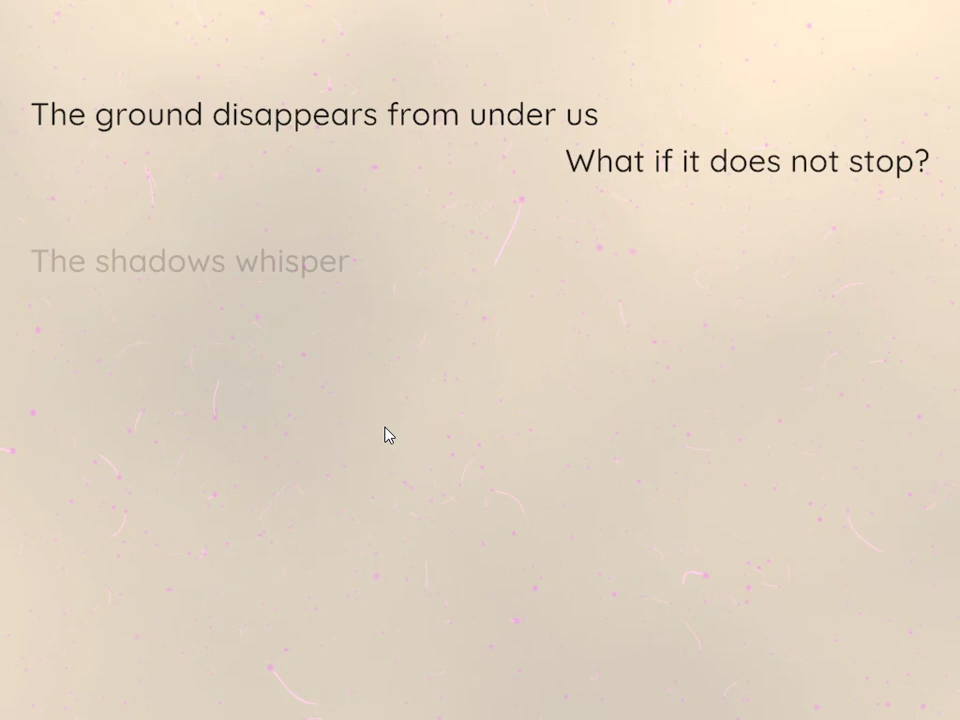 The ground disappears from under us
What if it does not stop?
The shadows whisper